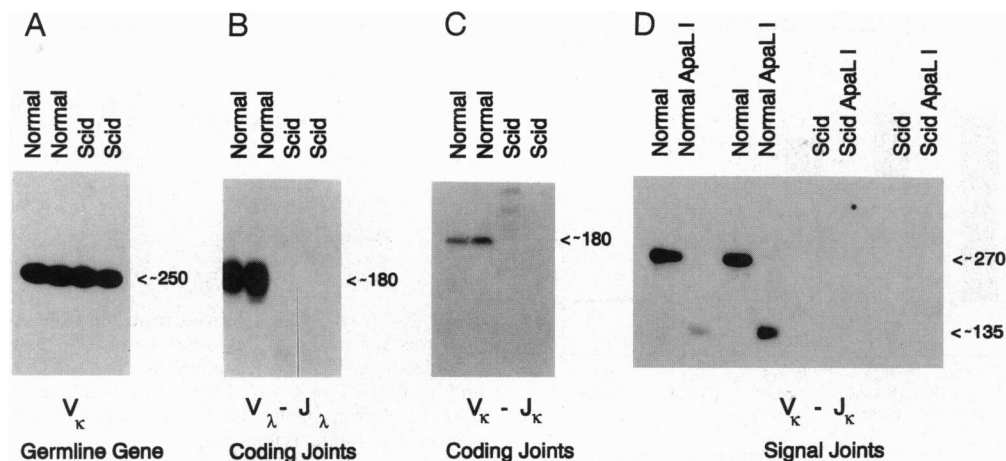 A
Normal
Normal
Scid
Scid
<~250
Vκ
Germline Gene
B
Normal
Normal
Scid
Scid
<~180
Vλ - Jλ
Coding Joints
C
Normal
Normal
Scid
Scid
<~180
Vκ - Jκ
Coding Joints
D
Normal
Normal ApaL I
Normal
Normal ApaL I
Scid
Scid ApaL I
Scid
Scid ApaL I
<~270
<~135
Vκ - Jκ
Signal Joints